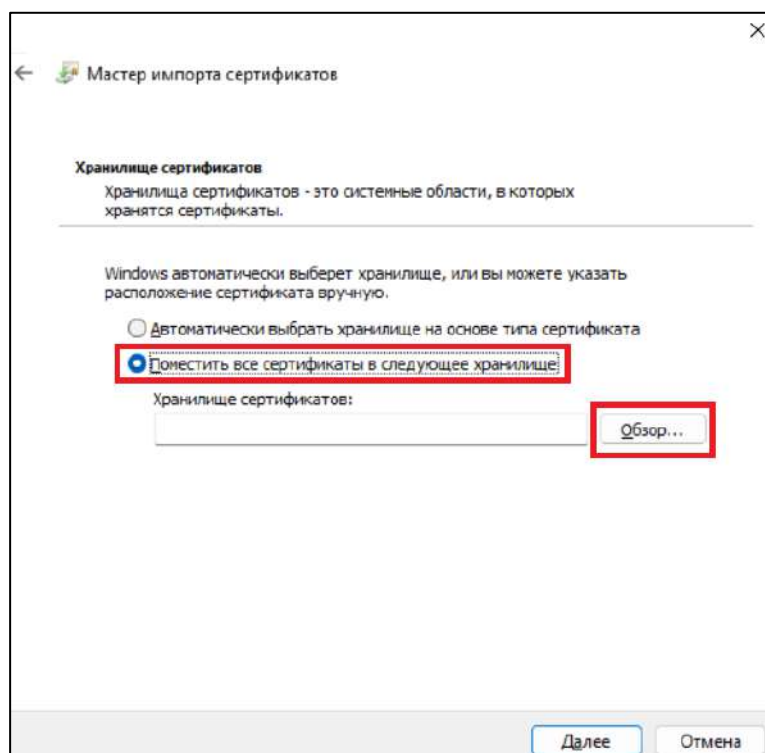 Мастер импорта сертификатов
Хранилище сертификатов
Хранилища сертификатов - это системные области, в которых
хранятся сертификаты.
Windows автоматически выберет хранилище, или вы можете указать
расположение сертификата вручную.
Автоматически выбрать хранилище на основе типа сертификата
Поместить все сертификаты в следующее хранилище
Хранилище сертификатов:
Обзор...
Далее
Отмена